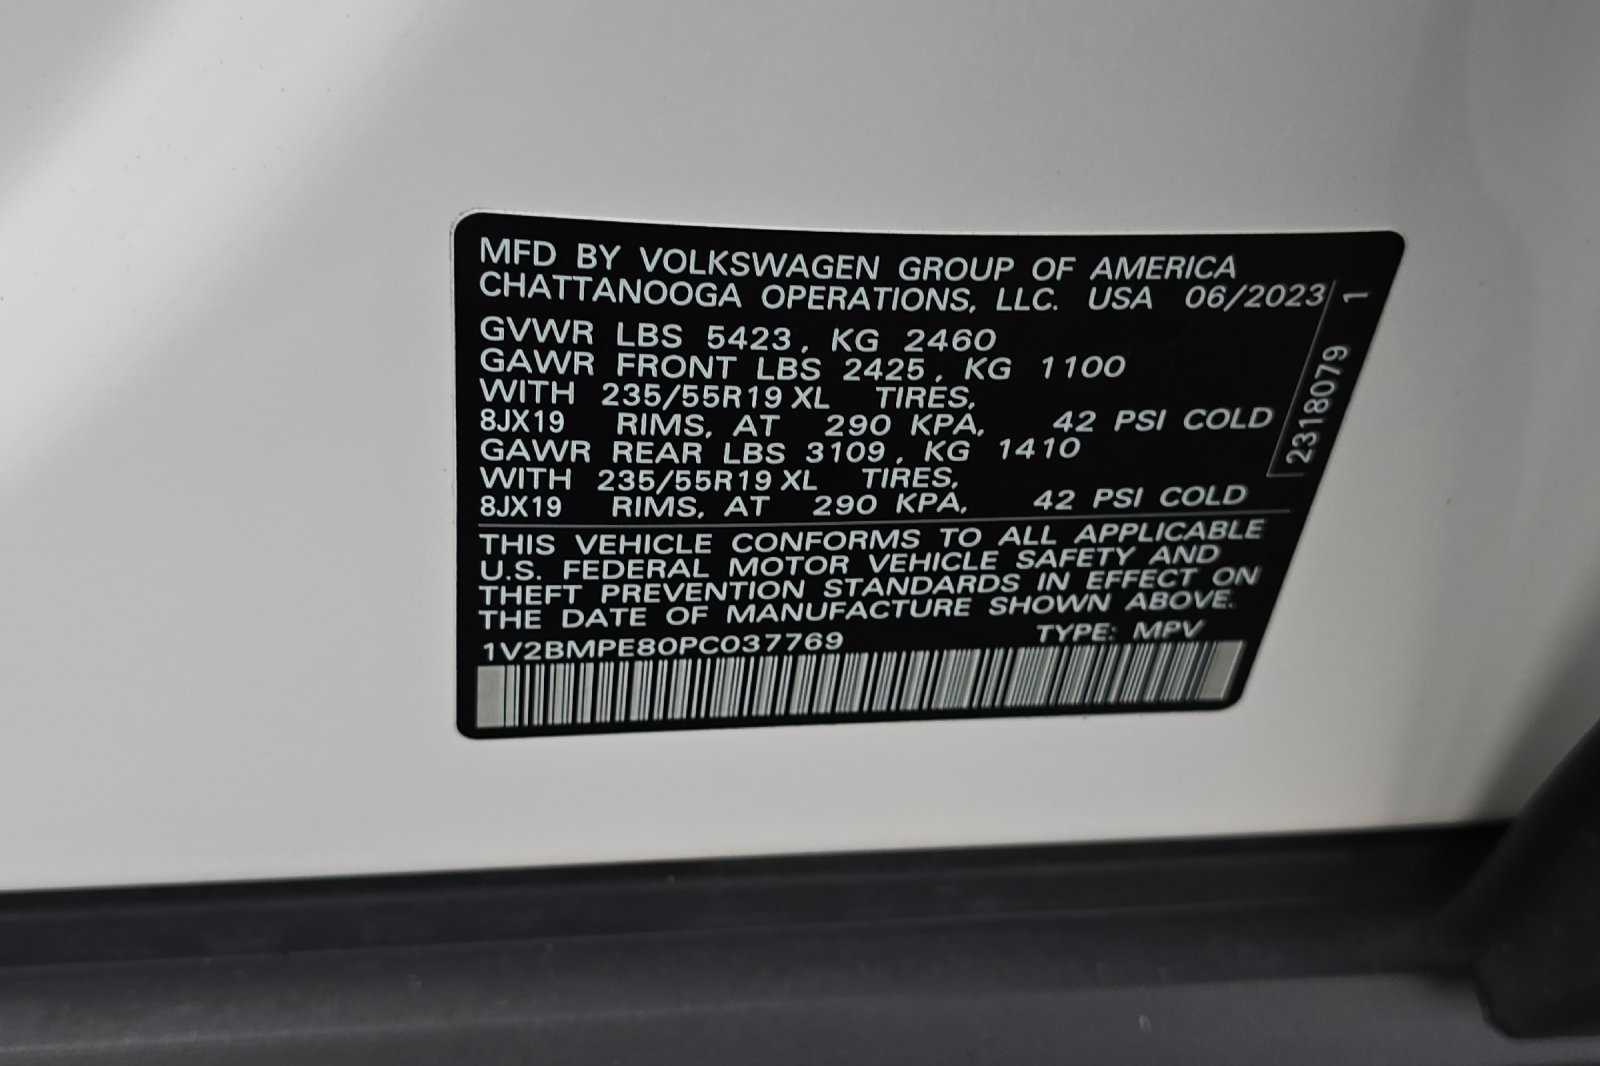 MFD BY VOLKSWAGEN GROUP OF AMERICA
CHATTANOOGA OPERATIONS, LLC. USA 06/2023
GVWR LBS 5423, KG 2460
GAWR FRONT LBS 2425, KG 1100
WITH 235/55R19 XL TIRES,
8JX19 RIMS, AT 290 KPA, 42 PSI COLD
GAWR REAR LBS 3109, KG 1410
WITH 235/55R19 XL TIRES,
8JX19 RIMS, AT 290 KPA, 42 PSI COLD
THIS VEHICLE CONFORMS TO ALL APPLICABLE
U.S. FEDERAL MOTOR VEHICLE SAFETY AND
THEFT PREVENTION STANDARDS IN EFFECT ON
THE DATE OF MANUFACTURE SHOWN ABOVE.
1V2BMPE80PC037769 TYPE: MPV
2318079 1